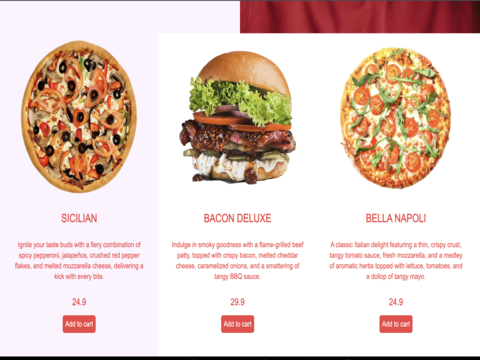 SICILIAN
Ignite your taste buds with a fiery combination of
spicy pepperoni, jalapeños, crushed red pepper
flakes, and melted mozzarella cheese, delivering a
kick with every bite.
24.9
Add to cart
BACON DELUXE
Indulge in smoky goodness with a flame-grilled beef
patty, topped with crispy bacon, melted cheddar
cheese, caramelized onions, and a smattering of
tangy BBQ sauce.
29.9
Add to cart
BELLA NAPOLI
A classic Italian delight featuring a thin, crispy crust,
tangy tomato sauce, fresh mozzarella, and a medley
of aromatic herbs topped with lettuce, tomatoes, and
a dollop of tangy mayo.
24.9
Add to cart